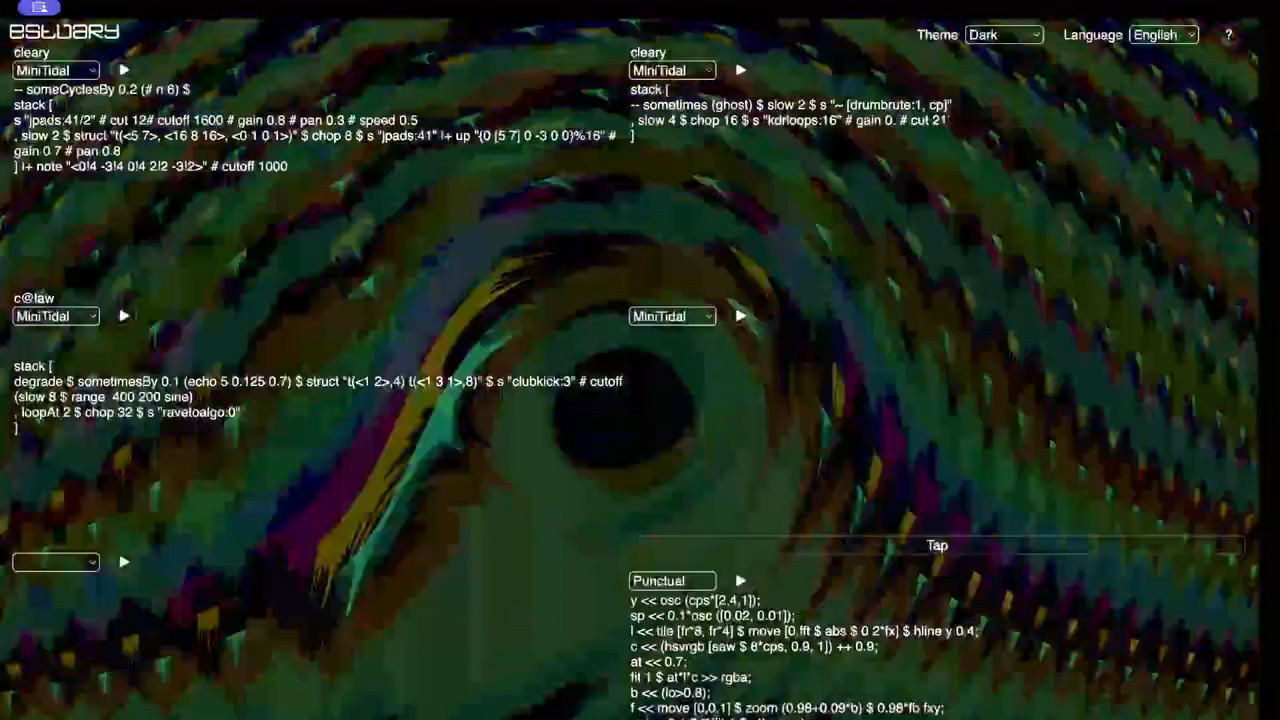 estuary
Theme Dark Language English ?
cleary
MiniTidal
-- someCyclesBy 0.2 (# n 6) $
stack [
s "jpads:41/2" # cut 12# cutoff 1600 # gain 0.8 # pan 0.3 # speed 0.5
, slow 2 $ struct "t(<5 7>, <16 8 16>, <0 1 0 1>)" $ chop 8 $ s "jpads:41" |+ up "{0 [5 7] 0 -3 0 0}%16" #
gain 0.7 # pan 0.8
] |+ note "<0!4 -3!4 0!4 2!2 -3!2>" # cutoff 1000
cleary
MiniTidal
stack [
-- sometimes (ghost) $ slow 2 $ s "~ [drumbrute:1, cp]"
, slow 4 $ chop 16 $ s "kdrloops:16" # gain 0. # cut 21
]
c@law
MiniTidal
stack [
degrade $ sometimesBy 0.1 (echo 5 0.125 0.7) $ struct "t(<1 2>,4) t(<1 3 1>,8)" $ s "clubkick:3" # cutoff
(slow 8 $ range 400 200 sine)
, loopAt 2 $ chop 32 $ s "ravetoalgo:0"
]
MiniTidal
Tap
Punctual
y << osc (cps*[2,4,1]);
sp << 0.1*osc ([0.02, 0.01]);
l << tile [fr*8, fr*4] $ move [0,fft $ abs $ 0.2*fx] $ hline y 0.4;
c << (hsvrgb [saw $ 6*cps, 0.9, 1]) ++ 0.9;
at << 0.7;
fit 1 $ at*l*c >> rgba;
b << (lo>0.8);
f << move [0,0.1] $ zoom (0.98+0.09*b) $ 0.98*fb fxy;